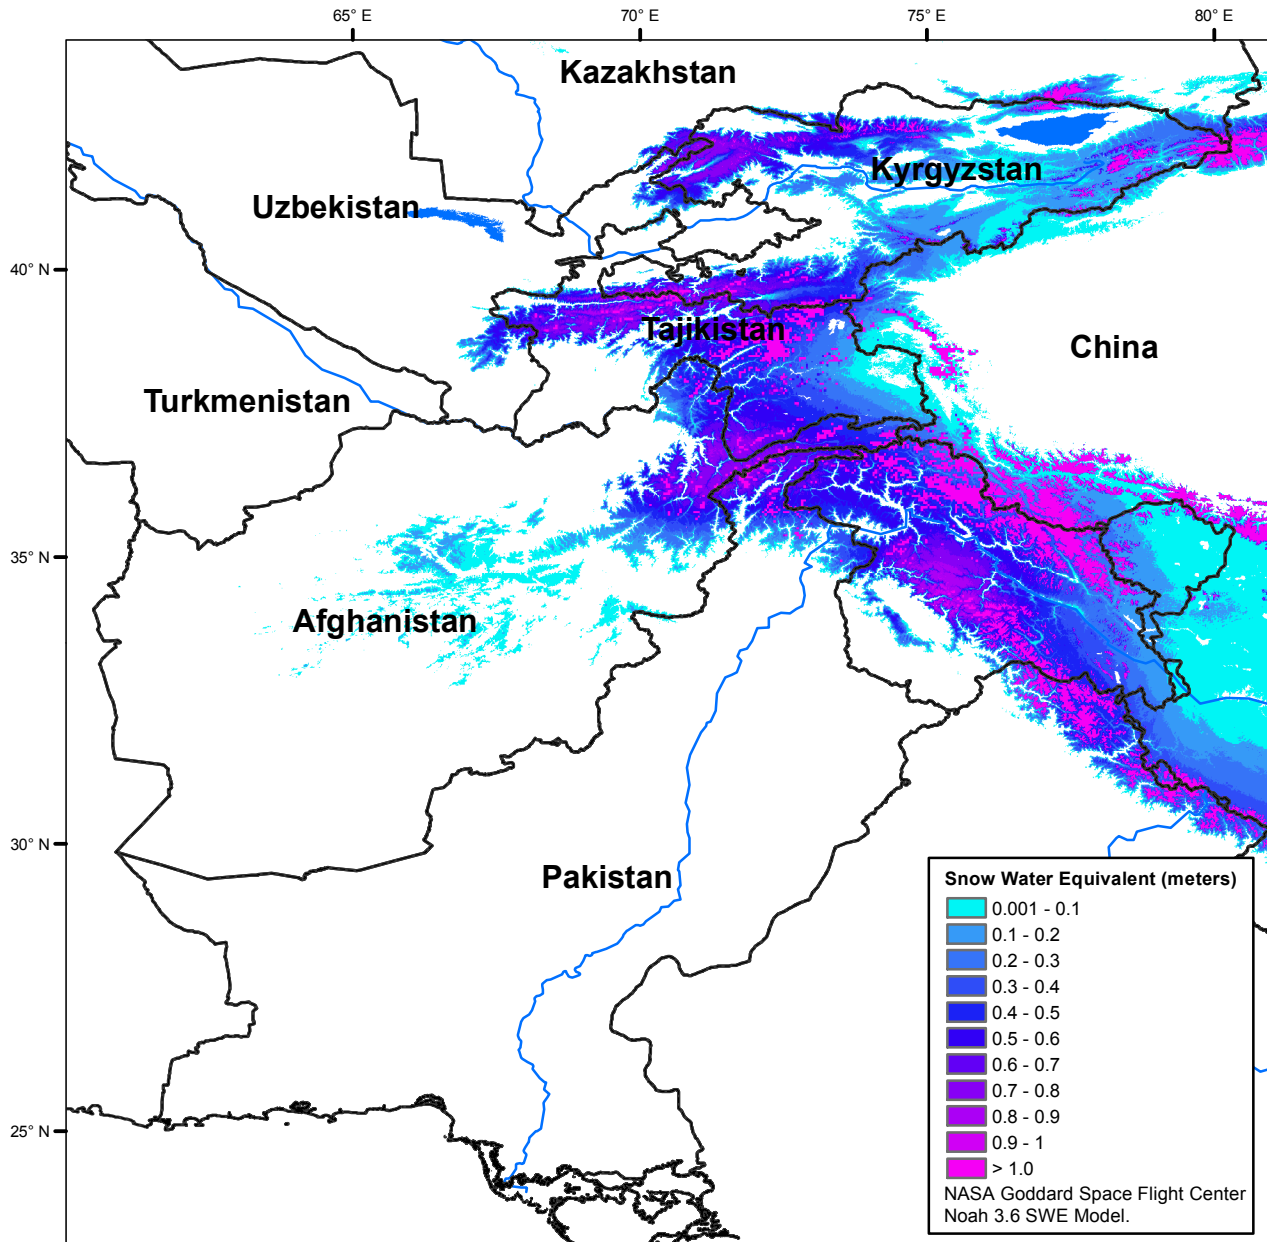 65° E
70° E
75° E
80° E
Kazakhstan
Kyrgyzstan
Uzbekistan
40° N
Tajikistan
China
Turkmenistan
35° N
Afghanistan
30° N
Pakistan
25° N
Snow Water Equivalent (meters)
0.001 - 0.1
0.1 - 0.2
0.2 - 0.3
0.3 - 0.4
0.4 - 0.5
0.5 - 0.6
0.6 - 0.7
0.7 - 0.8
0.8 - 0.9
0.9 - 1
> 1.0
NASA Goddard Space Flight Center
Noah 3.6 SWE Model.